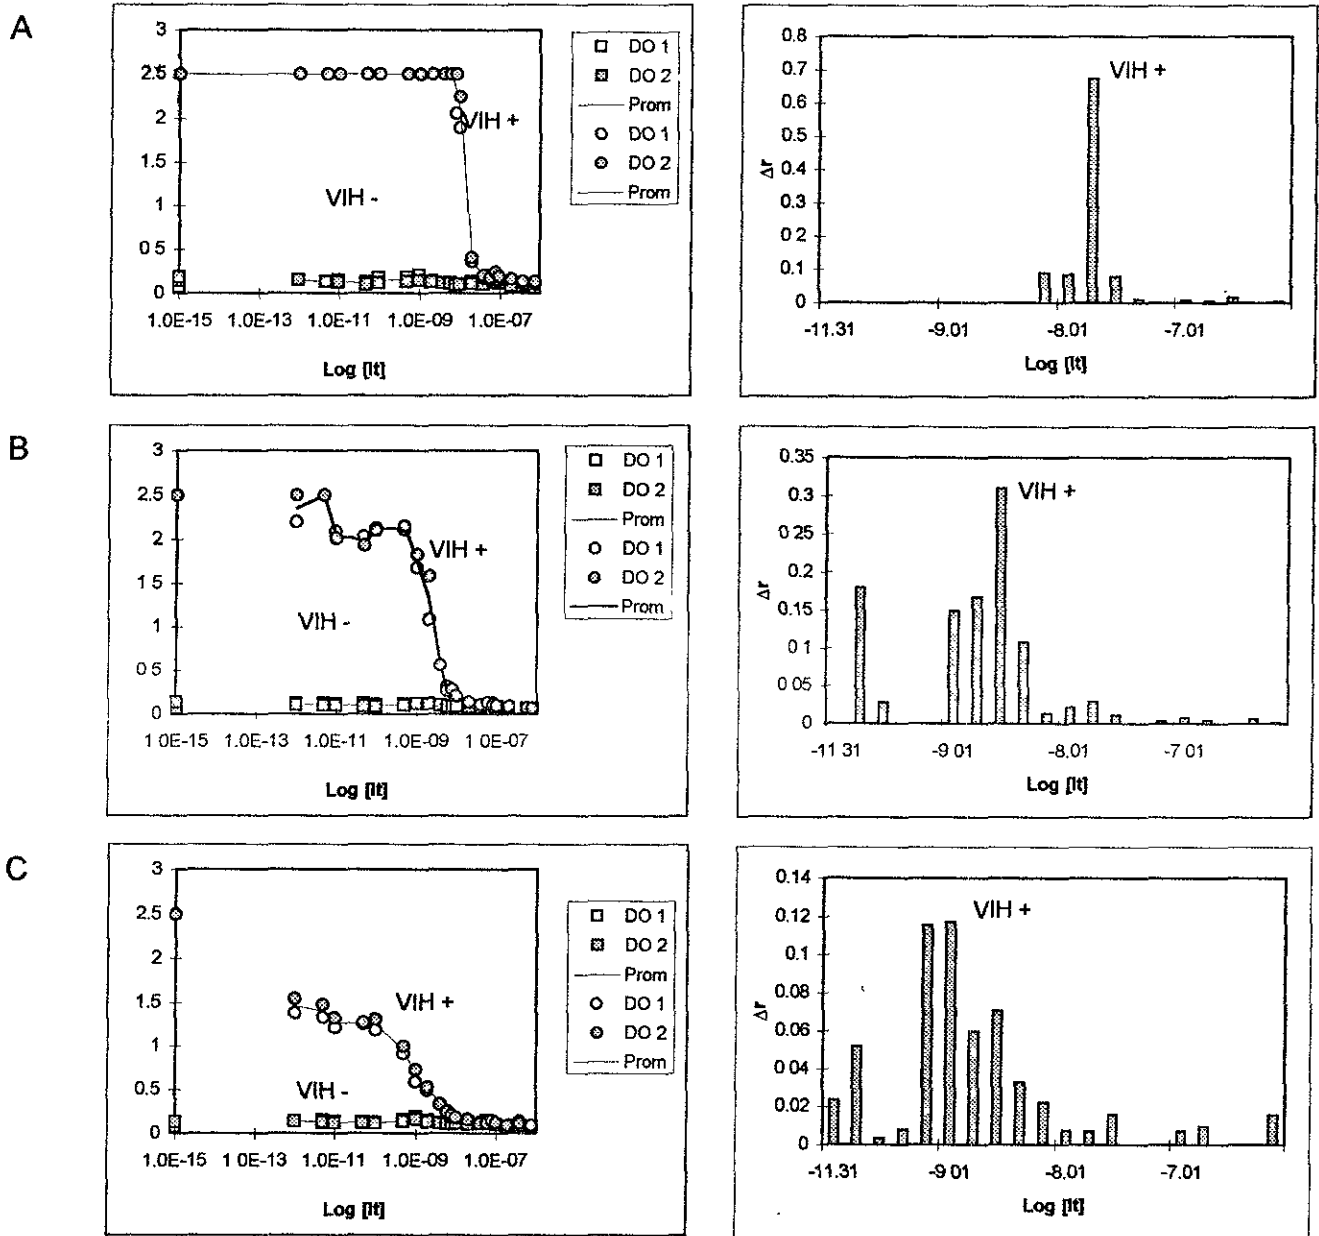 A
3
2.5
2
1.5
1
0 5
0
1.0E-15 1.0E-13 1.0E-11 1.0E-09 1.0E-07
Log [It]
VIH +
VIH -
DO 1
DO 2
Prom
DO 1
DO 2
Prom
0.8
0.7
0.6
0.5
0.4
0.3
0.2
0.1
0
Δr
VIH +
-11.31 -9.01 -8.01 -7.01
Log [It]
B
3
2.5
2
1.5
1
0 5
0
1 0E-15 1.0E-13 1.0E-11 1.0E-09 1 0E-07
Log [It]
VIH +
VIH -
DO 1
DO 2
Prom
DO 1
DO 2
Prom
0.35
0.3
0.25
0.2
0.15
0 1
0 05
0
Δr
VIH +
-11 31 -9 01 -8 01 -7 01
Log [It]
C
3
2.5
2
1.5
1
0.5
0
1.0E-15 1 0E-13 1.0E-11 1.0E-09 1.0E-07
Log [It]
VIH +
VIH -
DO 1
DO 2
Prom
DO 1
DO 2
Prom
0.14
0.12
0.1
0.08
0.06
0.04
0.02
0
Δr
VIH +
-11.31 -9 01 -8.01 -7.01
Log [It]